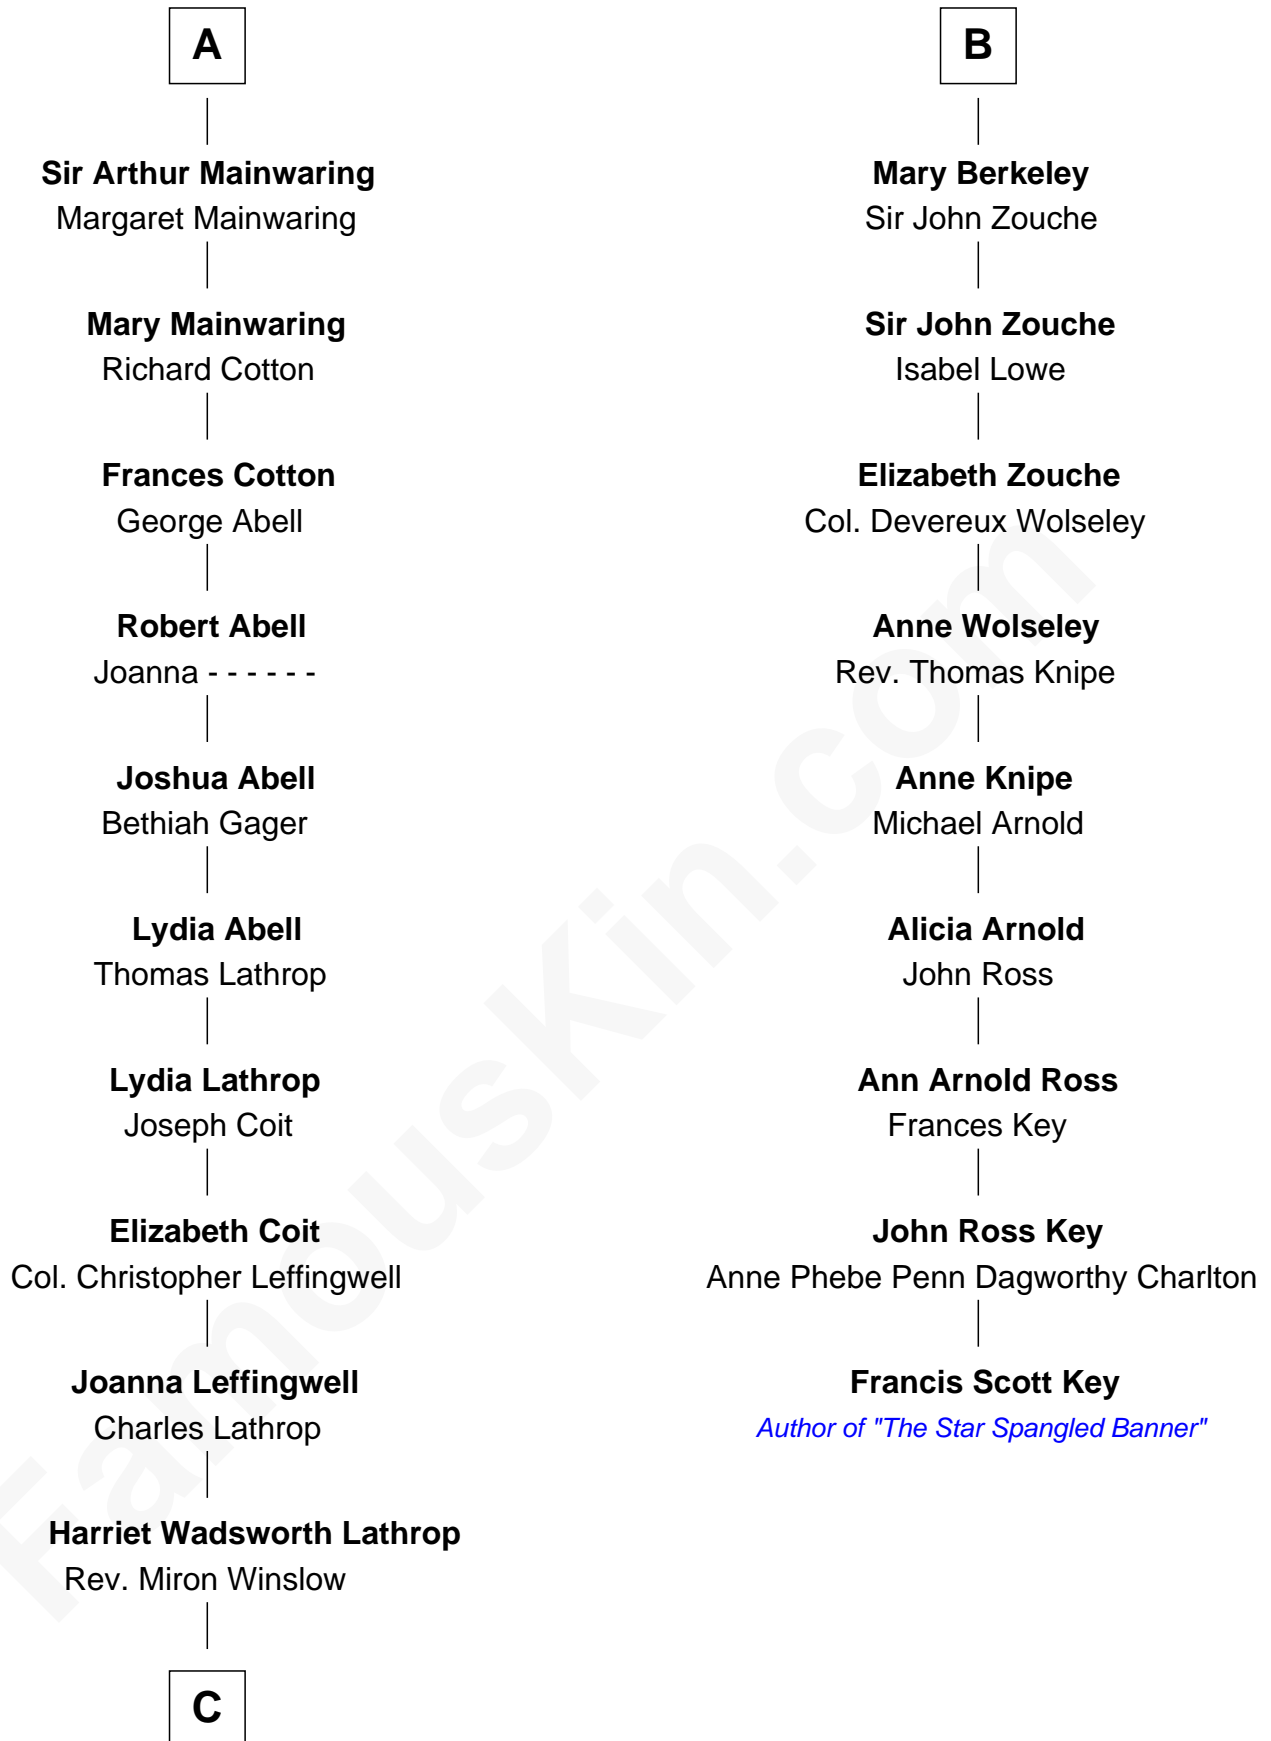 A
Sir Arthur Mainwaring
Margaret Mainwaring
Mary Mainwaring
Richard Cotton
Frances Cotton
George Abell
Robert Abell
Joanna - - - - - -
Joshua Abell
Bethiah Gager
Lydia Abell
Thomas Lathrop
Lydia Lathrop
Joseph Coit
Elizabeth Coit
Col. Christopher Leffingwell
Joanna Leffingwell
Charles Lathrop
Harriet Wadsworth Lathrop
Rev. Miron Winslow
C
B
Mary Berkeley
Sir John Zouche
Sir John Zouche
Isabel Lowe
Elizabeth Zouche
Col. Devereux Wolseley
Anne Wolseley
Rev. Thomas Knipe
Anne Knipe
Michael Arnold
Alicia Arnold
John Ross
Ann Arnold Ross
Frances Key
John Ross Key
Anne Phebe Penn Dagworthy Charlton
Francis Scott Key
Author of "The Star Spangled Banner"
FamousKin.com